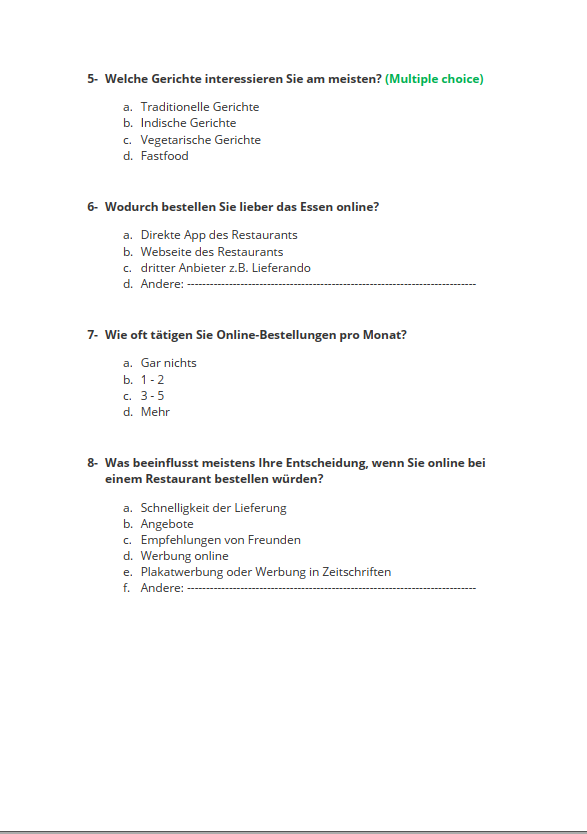 5- Welche Gerichte interessieren Sie am meisten? (Multiple choice)
a. Traditionelle Gerichte
b. Indische Gerichte
c. Vegetarische Gerichte
d. Fastfood
6- Wodurch bestellen Sie lieber das Essen online?
a. Direkte App des Restaurants
b. Webseite des Restaurants
c. dritter Anbieter z.B. Lieferando
d. Andere: ----------------------------------------------------------------------------
7- Wie oft tätigen Sie Online-Bestellungen pro Monat?
a. Gar nichts
b. 1 - 2
c. 3 - 5
d. Mehr
8- Was beeinflusst meistens Ihre Entscheidung, wenn Sie online bei
einem Restaurant bestellen würden?
a. Schnelligkeit der Lieferung
b. Angebote
c. Empfehlungen von Freunden
d. Werbung online
e. Plakatwerbung oder Werbung in Zeitschriften
f. Andere: ----------------------------------------------------------------------------